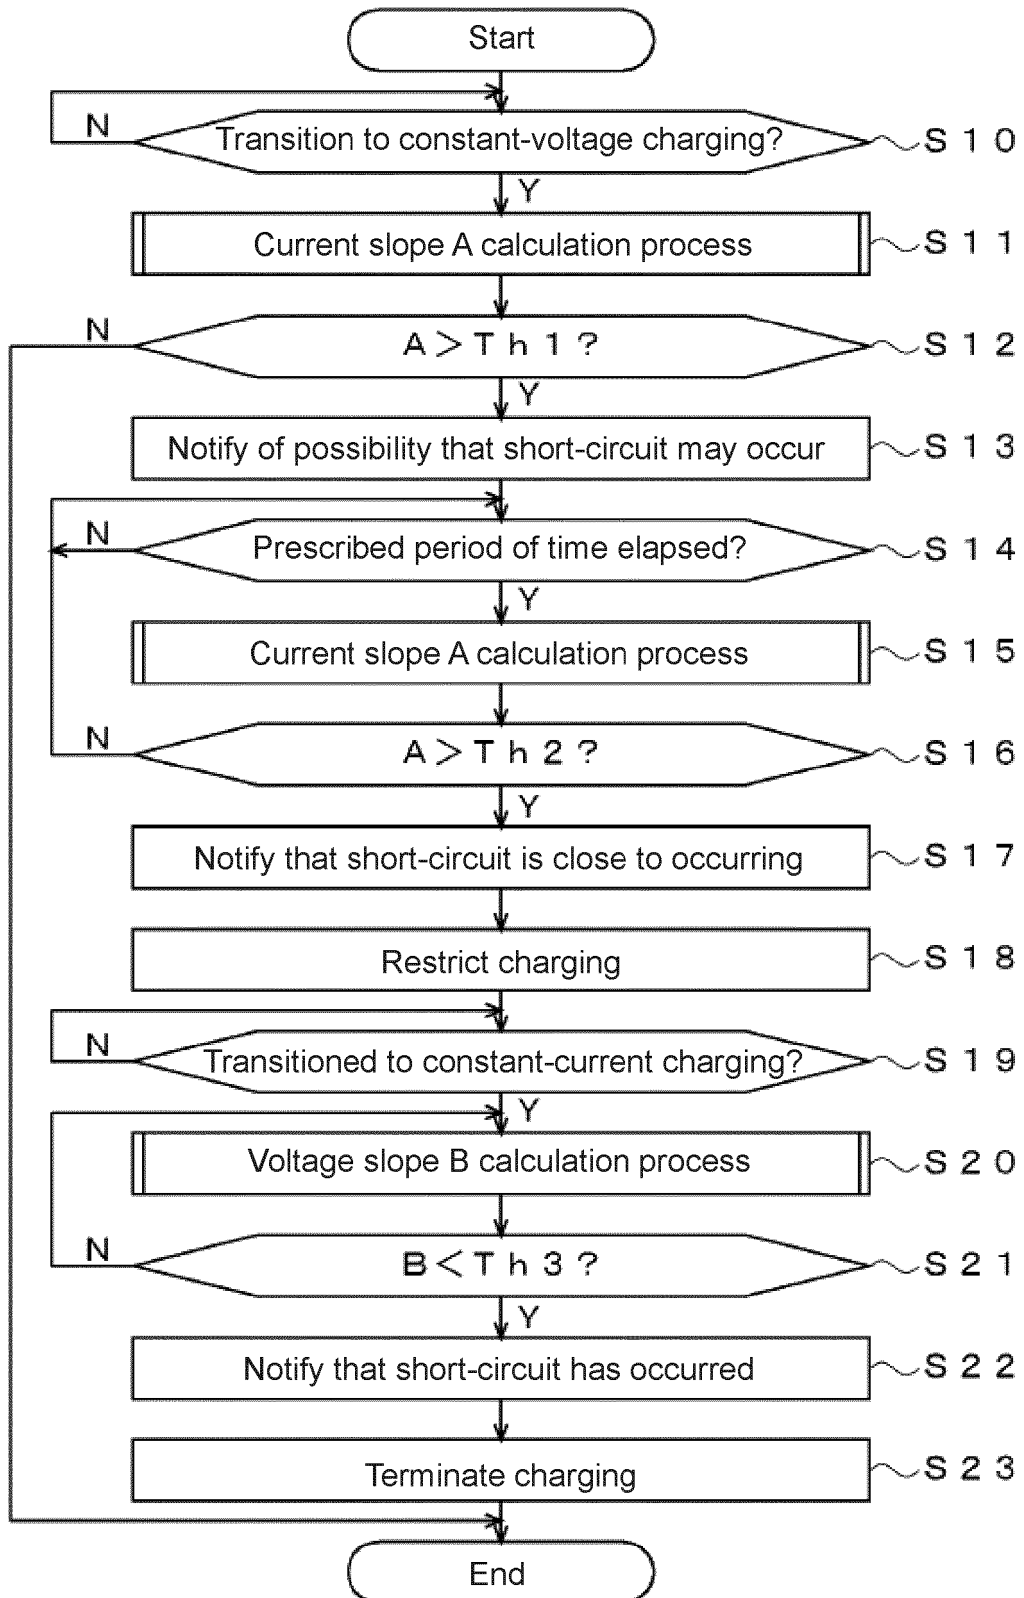 Start
N
Transition to constant-voltage charging?
S10
Y
Current slope A calculation process
S11
N
A>Th1?
S12
Y
Notify of possibility that short-circuit may occur
S13
N
Prescribed period of time elapsed?
S14
Y
Current slope A calculation process
S15
N
A>Th2?
S16
Y
Notify that short-circuit is close to occurring
S17
Restrict charging
S18
N
Transitioned to constant-current charging?
S19
Y
Voltage slope B calculation process
S20
N
B<Th3?
S21
Y
Notify that short-circuit has occurred
S22
Terminate charging
S23
End